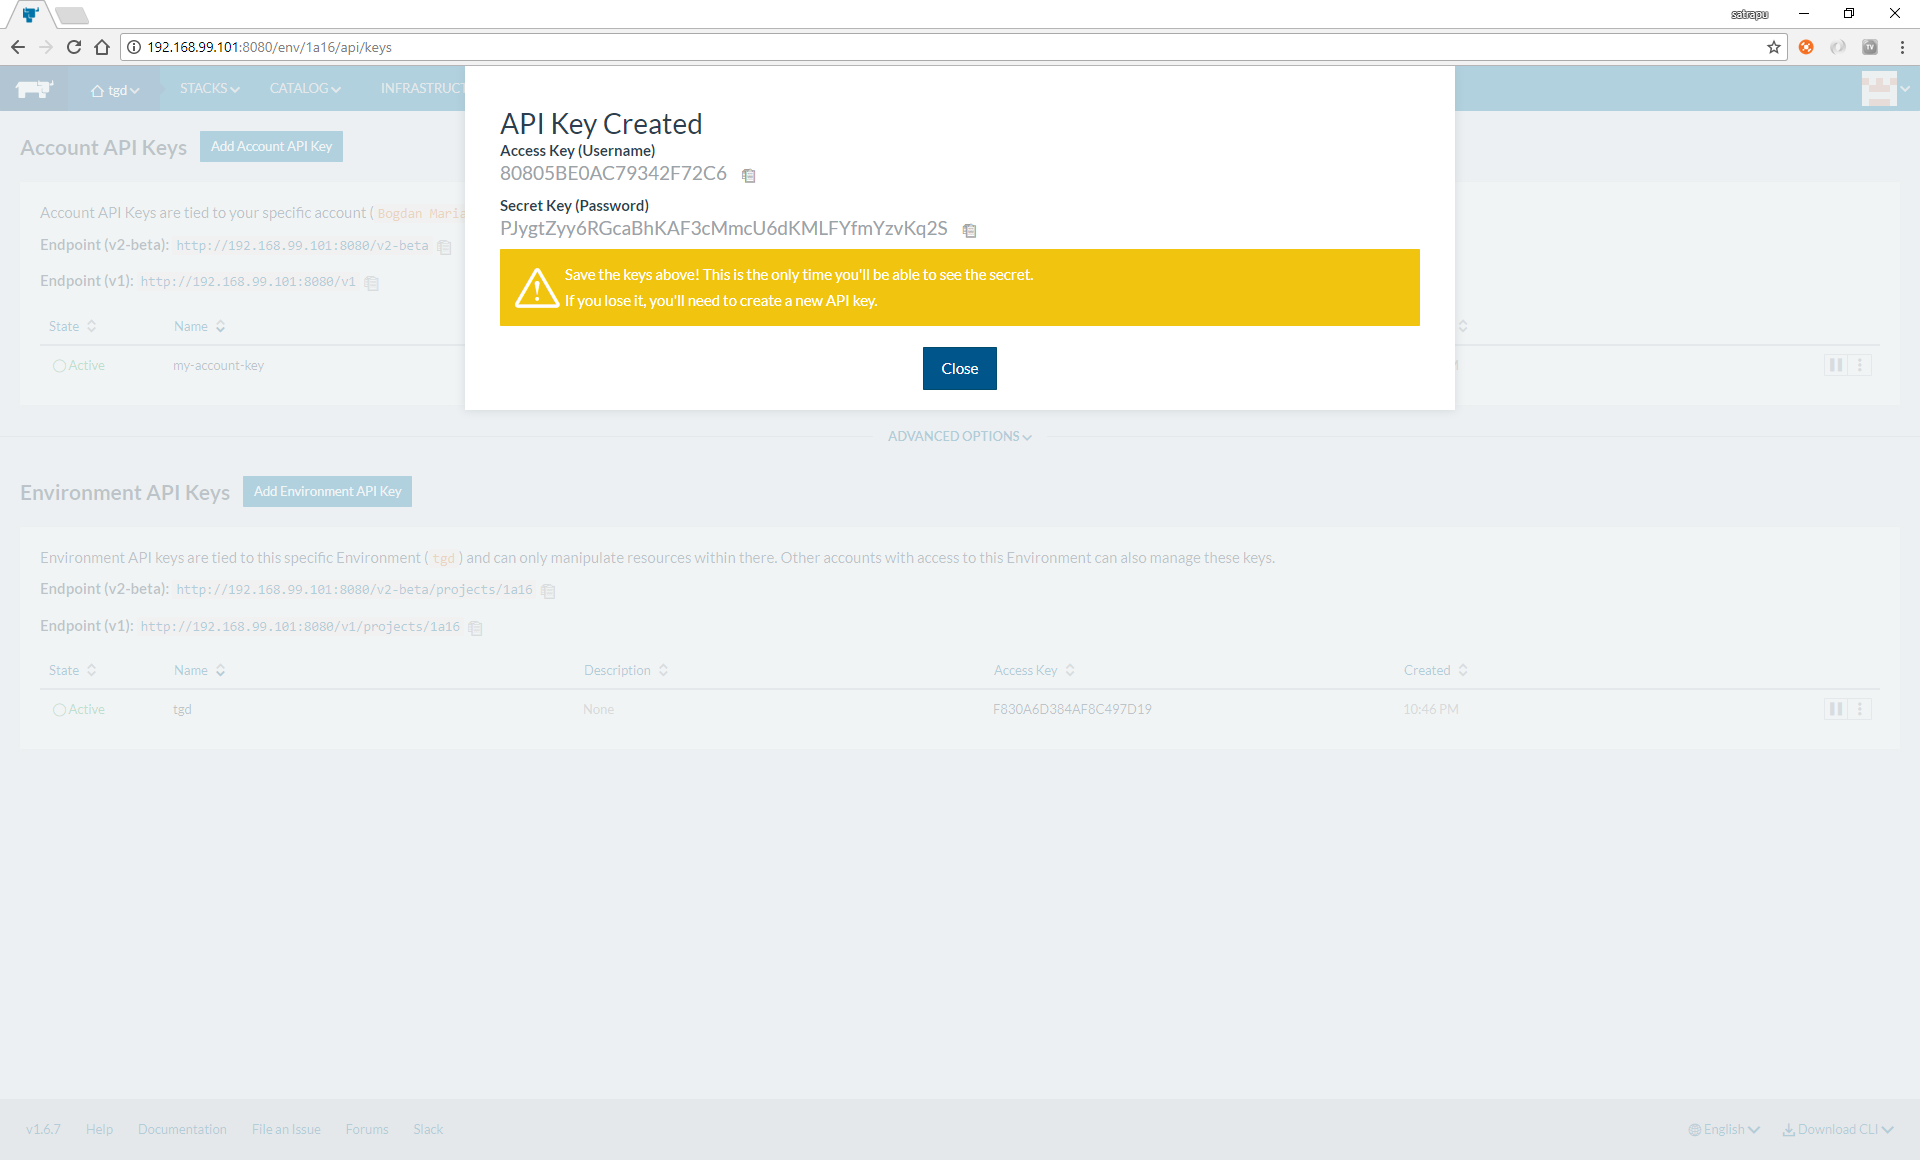 satrapu
192.168.99.101:8080/env/1a16/api/keys
tgd
STACKS
CATALOG
INFRASTRUCT
API Key Created
Access Key (Username)
80805BE0AC79342F72C6
Secret Key (Password)
PJygtZyy6RGcaBhKAF3cMmcU6dKMLFYfmYzvKq2S
Save the keys above! This is the only time you'll be able to see the secret.
If you lose it, you'll need to create a new API key.
Close
Account API Keys
Add Account API Key
Account API Keys are tied to your specific account ( Bogdan Maria
Endpoint (v2-beta): http://192.168.99.101:8080/v2-beta
Endpoint (v1): http://192.168.99.101:8080/v1
State Name
Active my-account-key
ADVANCED OPTIONS
Environment API Keys
Add Environment API Key
Environment API keys are tied to this specific Environment ( tgd ) and can only manipulate resources within there. Other accounts with access to this Environment can also manage these keys.
Endpoint (v2-beta): http://192.168.99.101:8080/v2-beta/projects/1a16
Endpoint (v1): http://192.168.99.101:8080/v1/projects/1a16
State Name Description Access Key Created
Active tgd None F830A6D384AF8C497D19 10:46 PM
v1.6.7 Help Documentation File an Issue Forums Slack English Download CLI